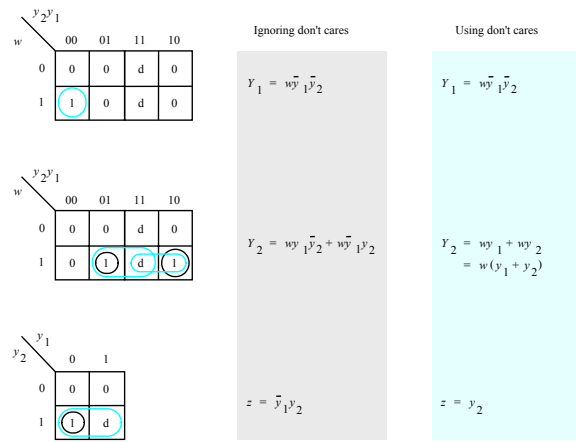 y2y1
Ignoring don't cares
Using don't cares
w
00 01 11 10
0 0 0 d 0
Y1 = wȳ1ȳ2
Y1 = wȳ1ȳ2
1 1 0 d 0
y2y1
w
00 01 11 10
0 0 0 d 0
Y2 = wy1ȳ2 + wȳ1y2
Y2 = wy1 + wy2
1 0 1 d 1
= w(y1 + y2)
y1
y2
0 1
0 0 0
z = ȳ1y2
z = y2
1 1 d